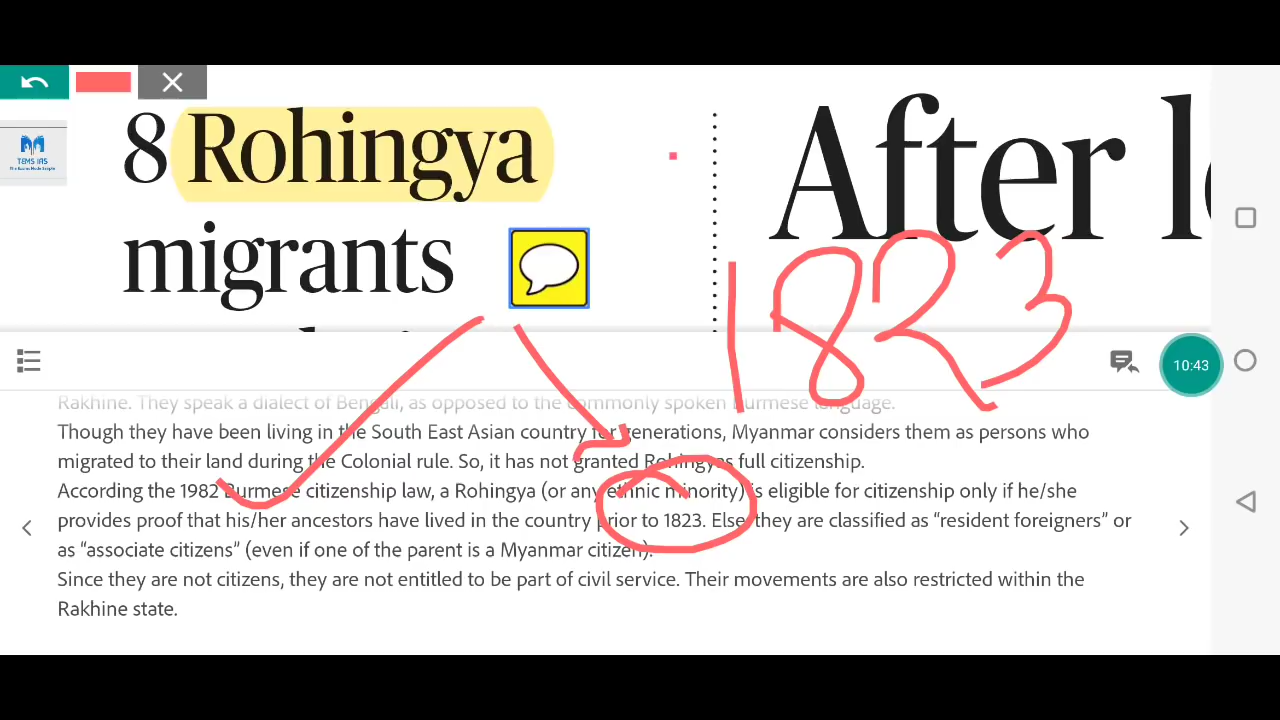 TEMS IAS
8 Rohingya
migrants
After
1823
10:43
Rakhine. They speak a dialect of Bengali, as opposed to the commonly spoken Burmese language.
Though they have been living in the South East Asian country for generations, Myanmar considers them as persons who
migrated to their land during the Colonial rule. So, it has not granted Rohingyas full citizenship.
According the 1982 Burmese citizenship law, a Rohingya (or any ethnic minority) is eligible for citizenship only if he/she
provides proof that his/her ancestors have lived in the country prior to 1823. Else, they are classified as “resident foreigners” or
as “associate citizens” (even if one of the parent is a Myanmar citizen).
Since they are not citizens, they are not entitled to be part of civil service. Their movements are also restricted within the
Rakhine state.